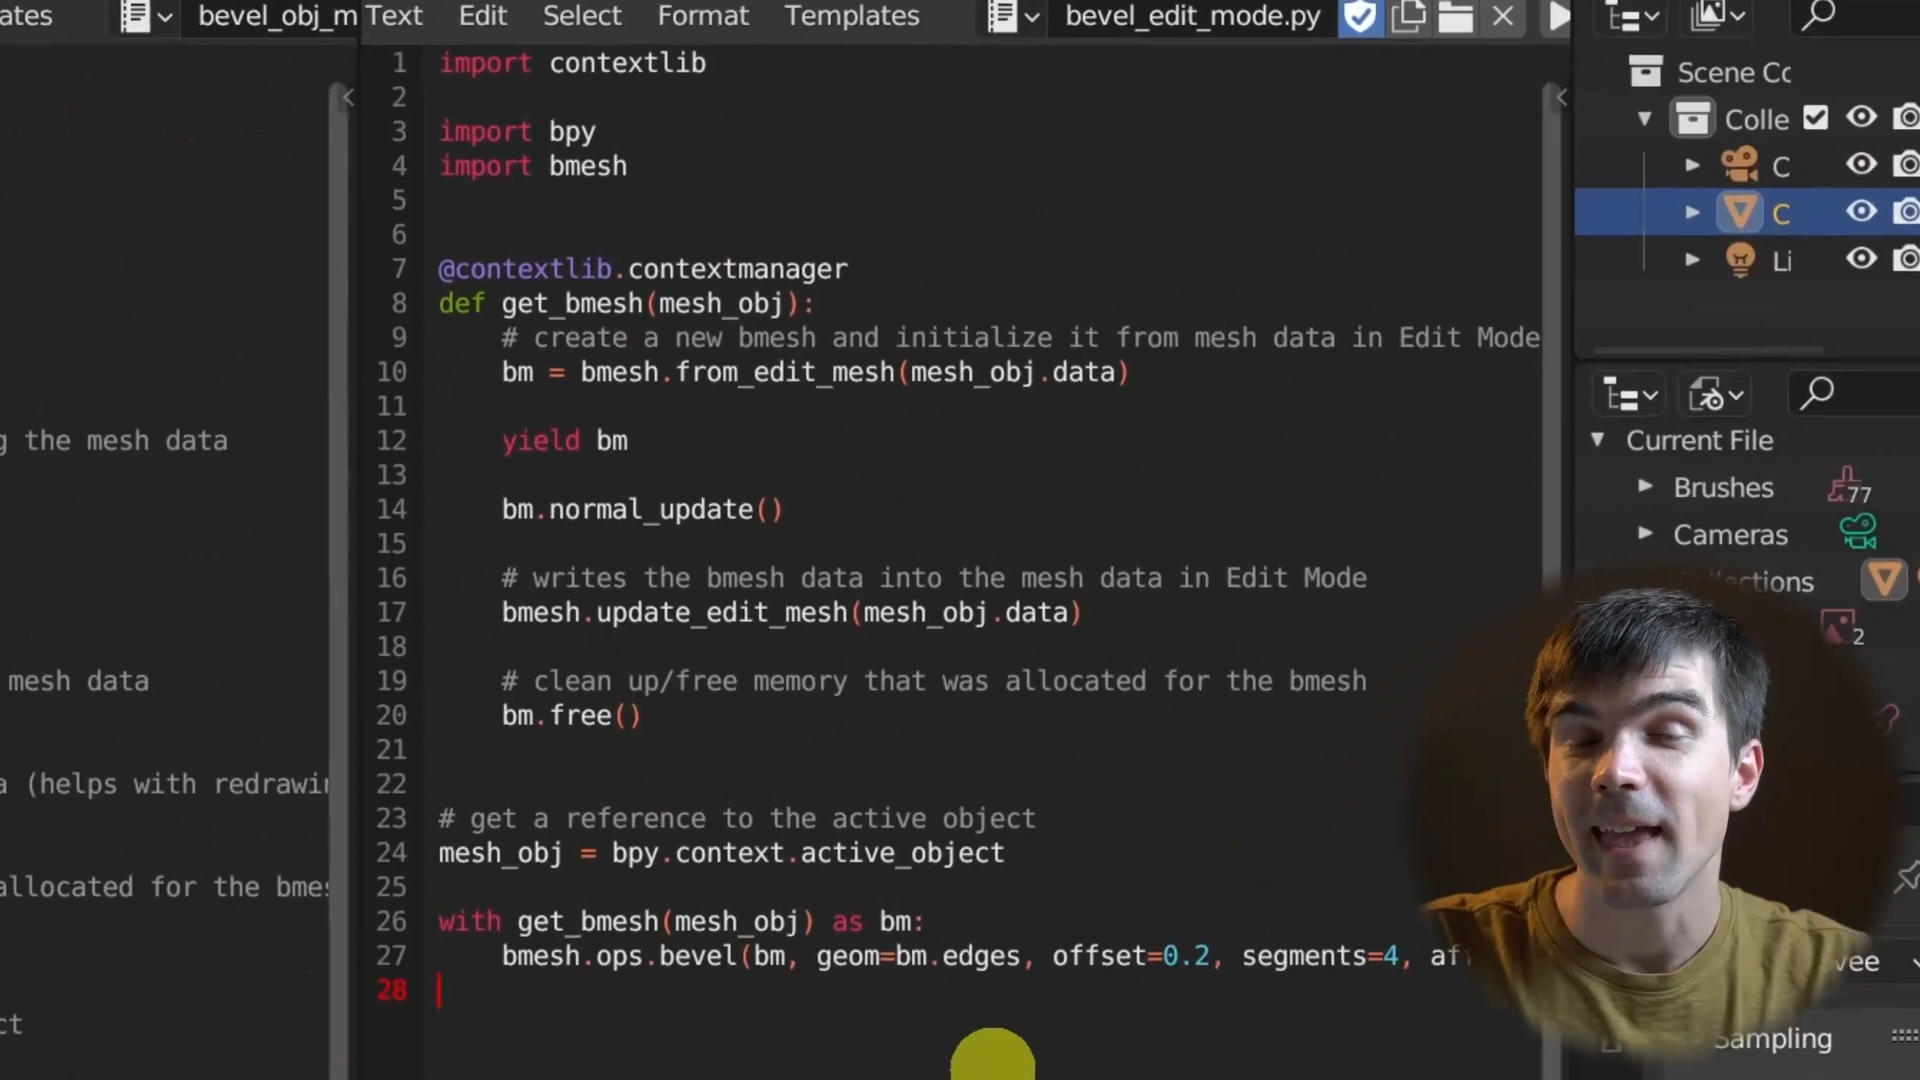 ates
bevel_obj_m
Text Edit Select Format Templates bevel_edit_mode.py
g the mesh data
mesh data
a (helps with redrawin
allocated for the bmes
ct
1 import contextlib
2
3 import bpy
4 import bmesh
5
6
7 @contextlib.contextmanager
8 def get_bmesh(mesh_obj):
9 # create a new bmesh and initialize it from mesh data in Edit Mode
10 bm = bmesh.from_edit_mesh(mesh_obj.data)
11
12 yield bm
13
14 bm.normal_update()
15
16 # writes the bmesh data into the mesh data in Edit Mode
17 bmesh.update_edit_mesh(mesh_obj.data)
18
19 # clean up/free memory that was allocated for the bmesh
20 bm.free()
21
22
23 # get a reference to the active object
24 mesh_obj = bpy.context.active_object
25
26 with get_bmesh(mesh_obj) as bm:
27 bmesh.ops.bevel(bm, geom=bm.edges, offset=0.2, segments=4, aff
28
Scene Cc
Colle
C
C
Li
Current File
Brushes 77
Cameras
llections
2
vee
Sampling